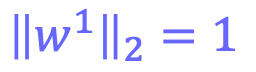 ‖w¹‖₂ = 1